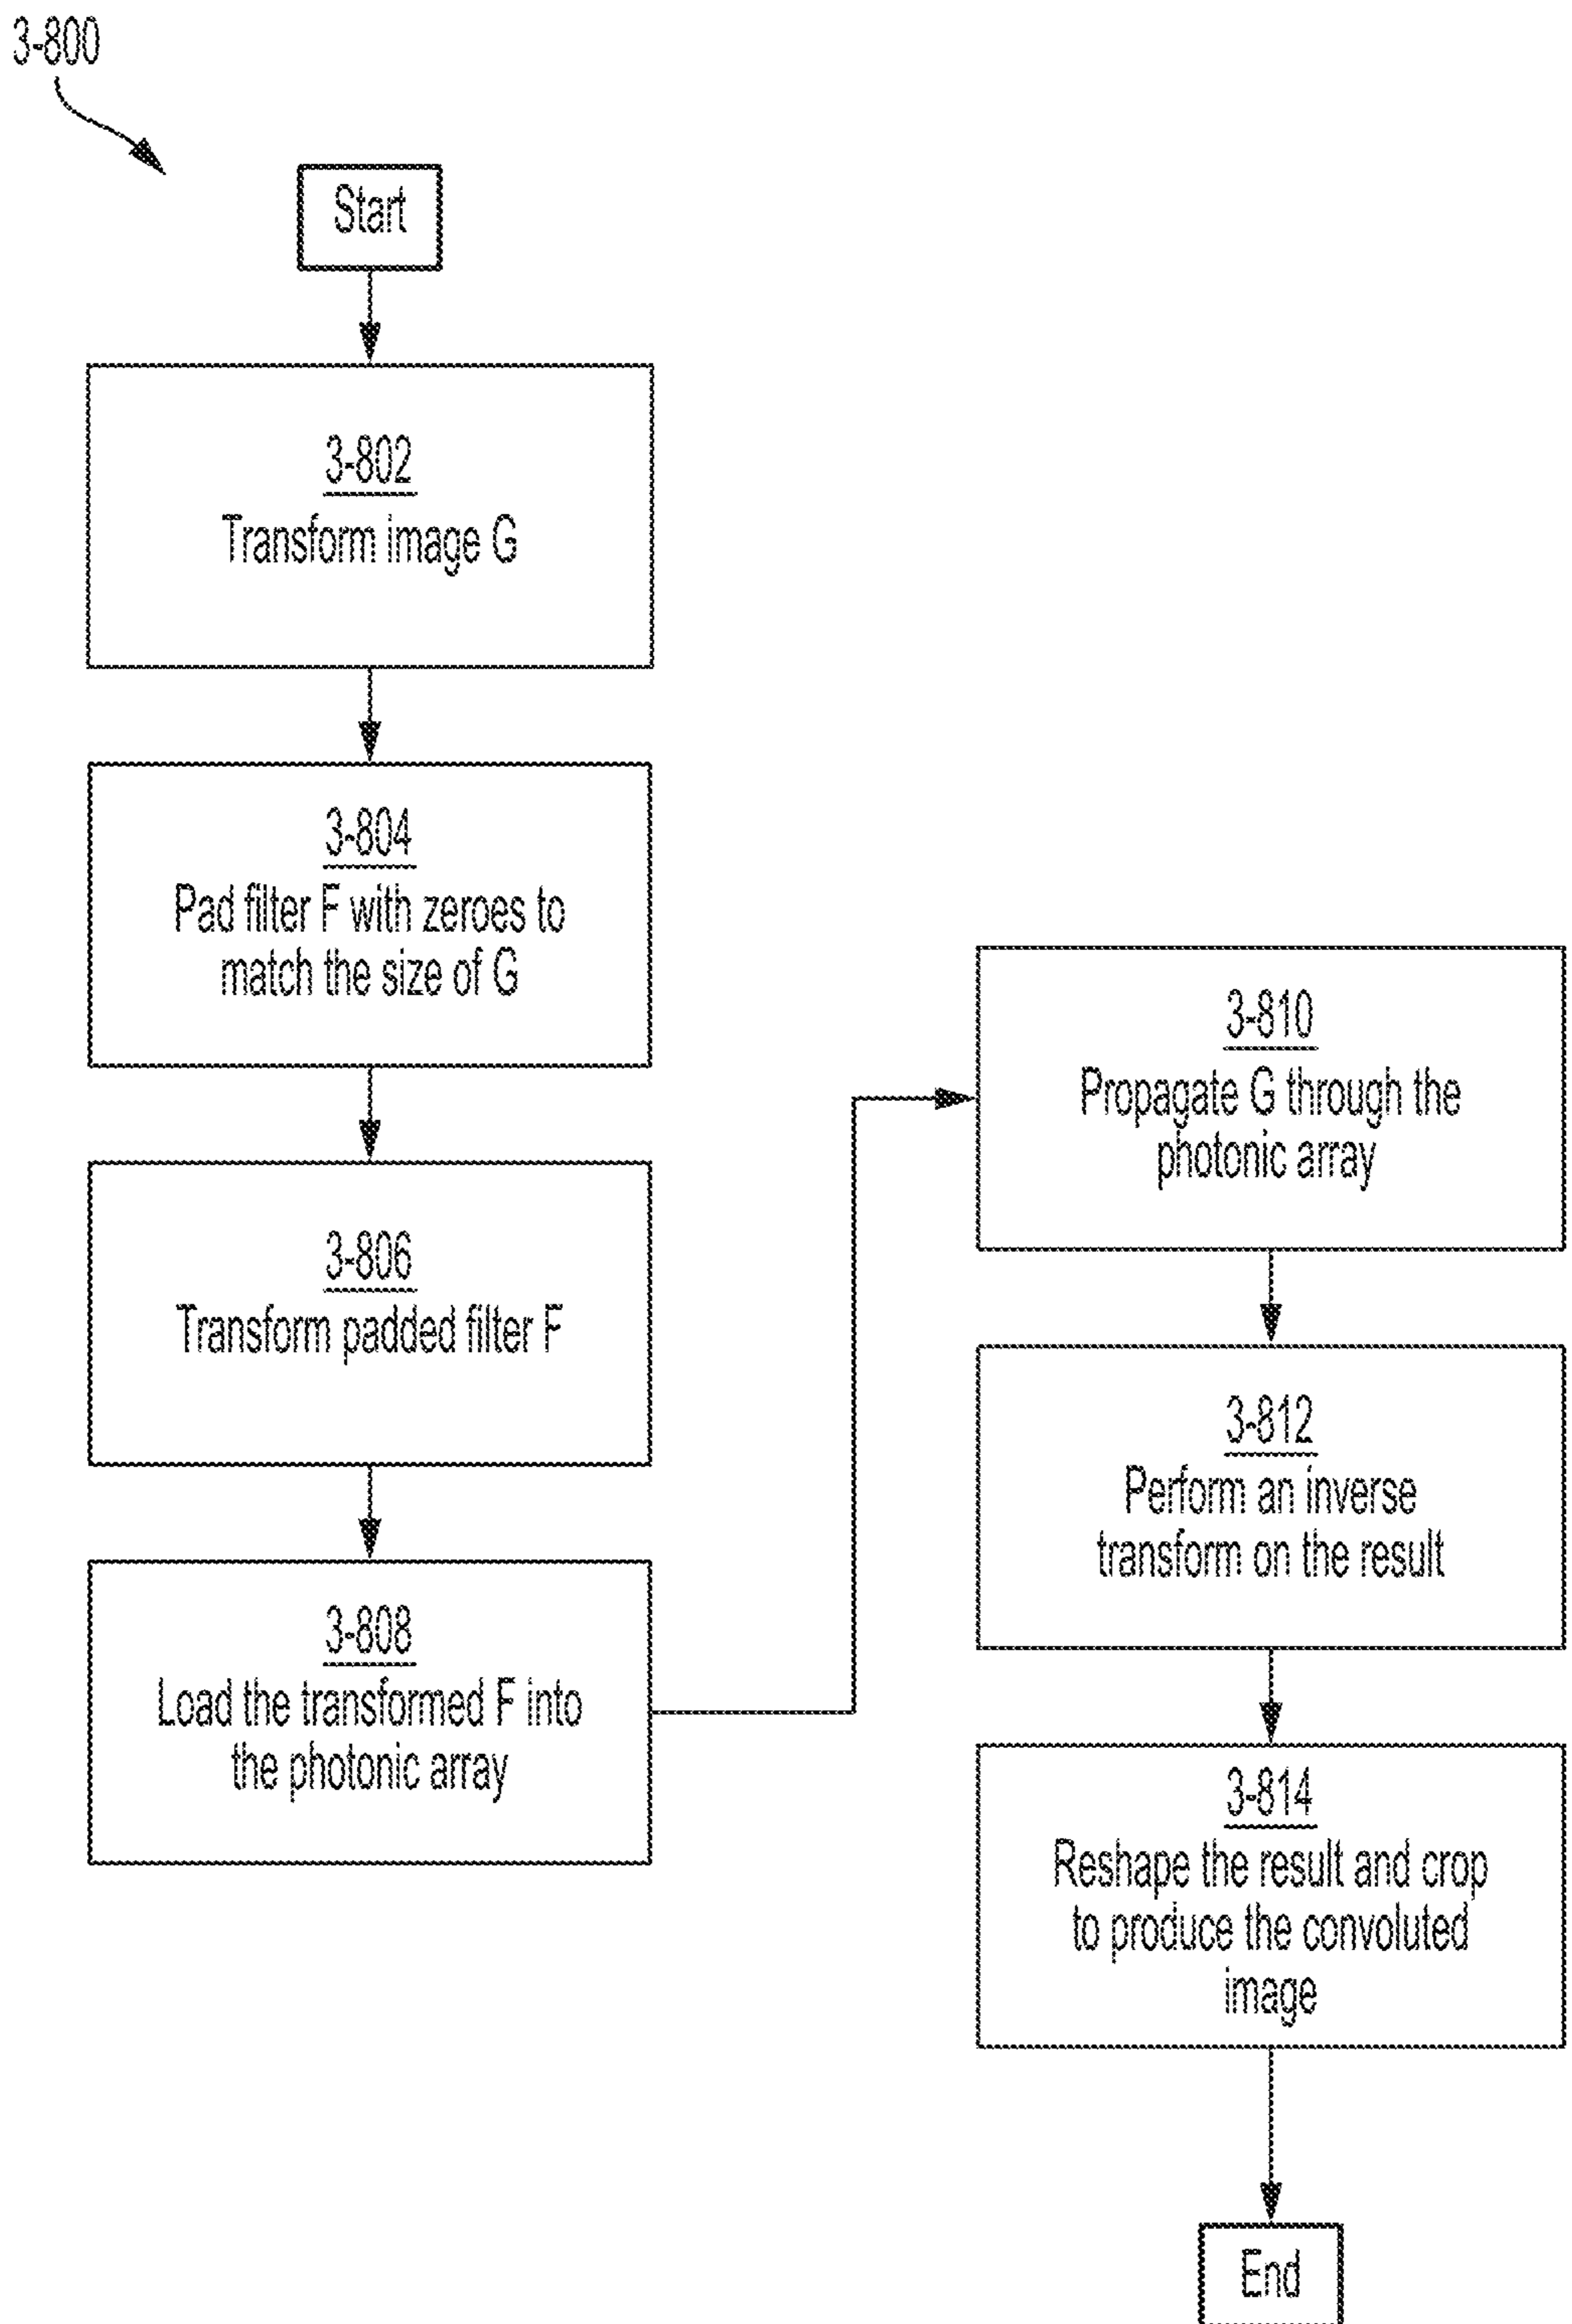 3-800
Start
3-802
Transform image G
3-804
Pad filter F with zeroes to
match the size of G
3-806
Transform padded filter F
3-808
Load the transformed F into
the photonic array
3-810
Propagate G through the
photonic array
3-812
Perform an inverse
transform on the result
3-814
Reshape the result and crop
to produce the convoluted
image
End